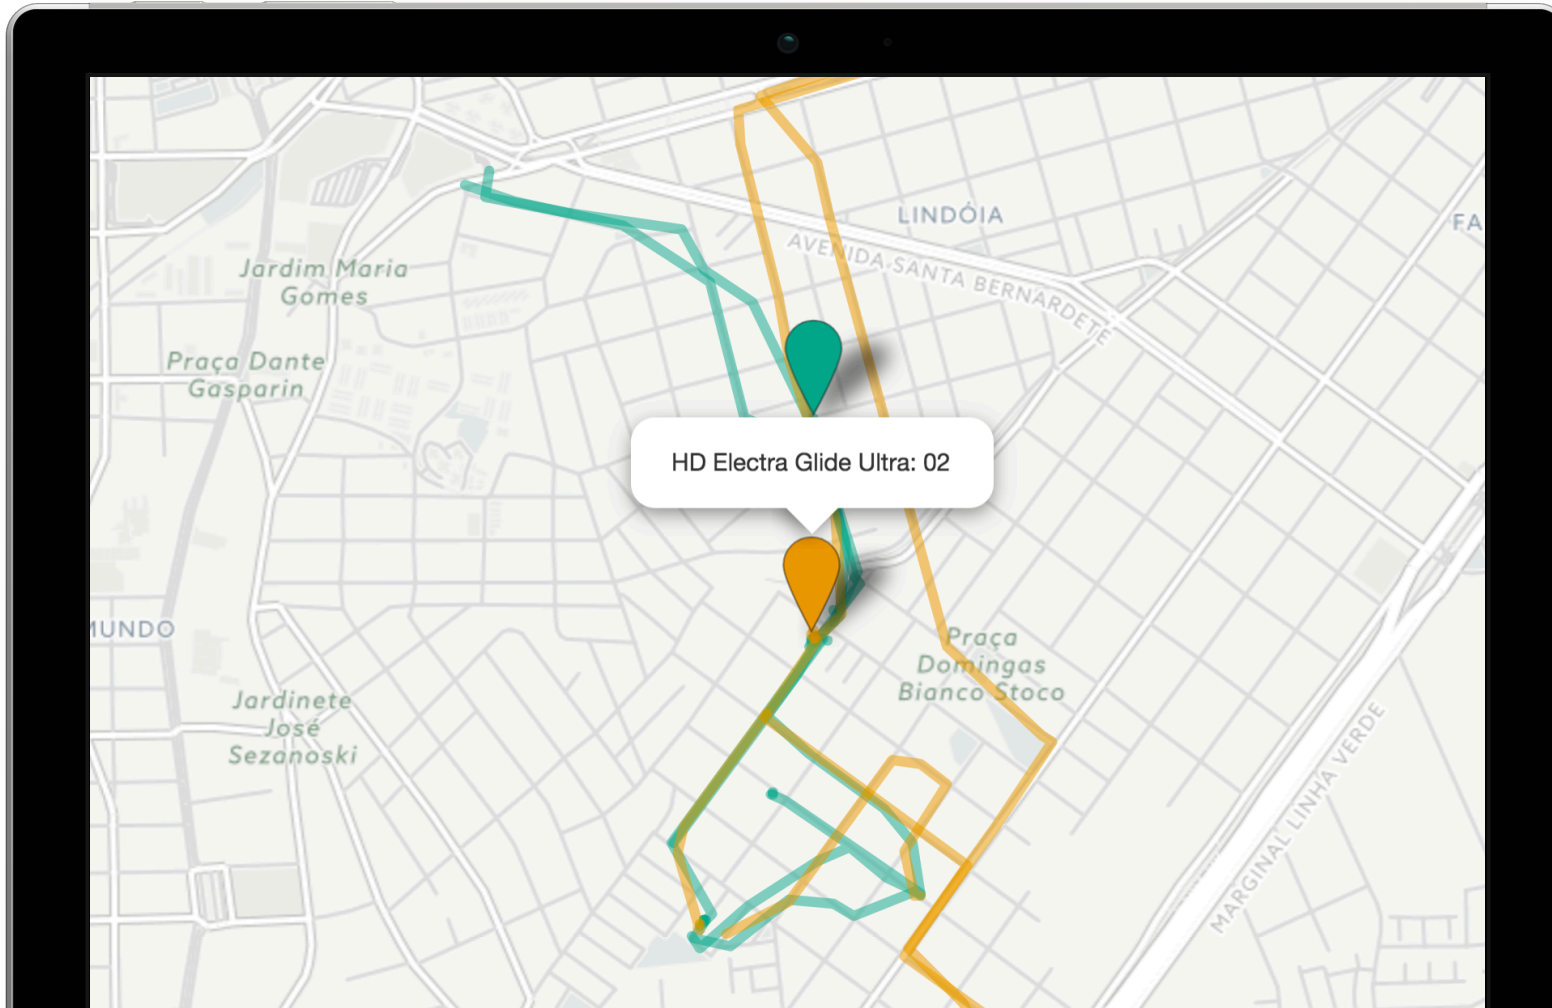 LINDÓIA
FA
AVENIDA SANTA BERNARDETE
Jardim Maria
Gomes
Praça Dante
Gasparin
HD Electra Glide Ultra: 02
MUNDO
Praça
Domingas
Bianco Stoco
Jardinete
José
Sezanoski
MARGINAL LINHA VERDE